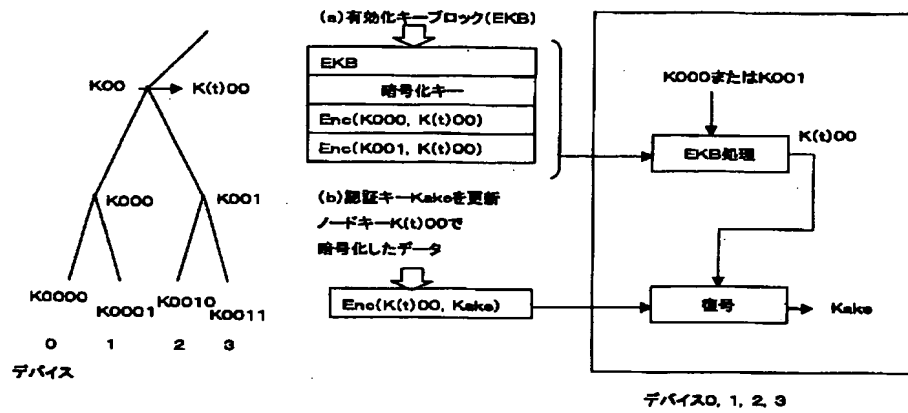 K00
K(t)00
K000
K001
K0000
K0001
K0010
K0011
0 1 2 3
デバイス
(a)有効化キーブロック(EKB)
EKB
暗号化キー
Enc(K000, K(t)00)
Enc(K001, K(t)00)
(b)認証キーKakeを更新
ノードキーK(t)00で
暗号化したデータ
Enc(K(t)00, Kake)
K000またはK001
EKB処理
K(t)00
復号
Kake
デバイス0, 1, 2, 3